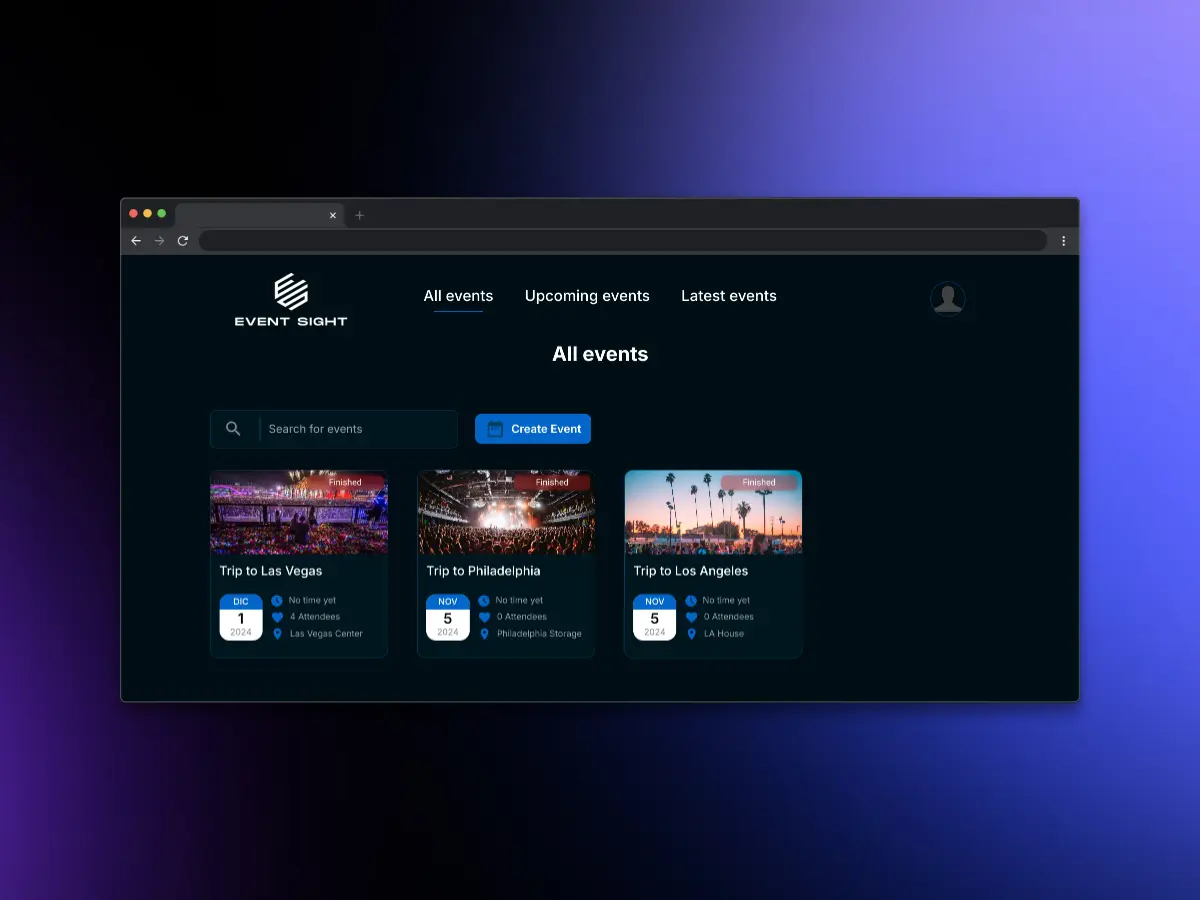 EVENT SIGHT
All events
Upcoming events
Latest events
All events
Search for events
Create Event
Finished
Trip to Las Vegas
DIC
1
2024
No time yet
4 Attendees
Las Vegas Center
Finished
Trip to Philadelphia
NOV
5
2024
No time yet
0 Attendees
Philadelphia Storage
Finished
Trip to Los Angeles
NOV
5
2024
No time yet
0 Attendees
LA House